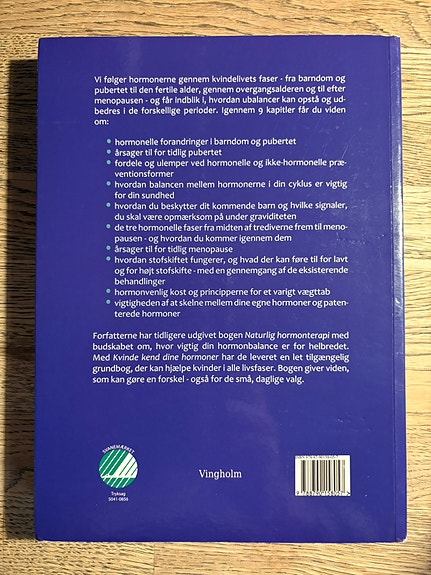 Vi følger hormonerne gennem kvindelivets faser - fra barndom og
pubertet til den fertile alder, gennem overgangsalderen og til efter
menopausen - og får indblik i, hvordan ubalancer kan opstå og ud-
bedres i de forskellige perioder. Igennem 9 kapitler får du viden
om:
hormonelle forandringer i barndom og pubertet
årsager til for tidlig pubertet
fordele og ulemper ved hormonelle og ikke-hormonelle præ-
ventionsformer
hvordan balancen mellem hormonerne i din cyklus er vigtig
for din sundhed
hvordan du beskytter dit kommende barn og hvilke signaler,
du skal være opmærksom på under graviditeten
de tre hormonelle faser fra midten af trediverne frem til meno-
pausen - og hvordan du kommer igennem dem
årsager til for tidlig menopause
hvordan stofskiftet fungerer, og hvad der kan føre til for lavt
og for højt stofskifte - med en gennemgang af de eksisterende
behandlinger
hormonvenlig kost og principperne for et varigt vægttab
vigtigheden af at skelne mellem dine egne hormoner og paten-
terede hormoner
Forfatterne har tidligere udgivet bogen Naturlig hormonterapi med
budskabet om, hvor vigtig din hormonbalance er for helbredet.
Med Kvinde kend dine hormoner har de leveret en let tilgængelig
grundbog, der kan hjælpe kvinder i alle livsfaser. Bogen giver viden,
som kan gøre en forskel - også for de små, daglige valg.
SVANEMÆRKET
Tryksag
5041-0656
Vingholm